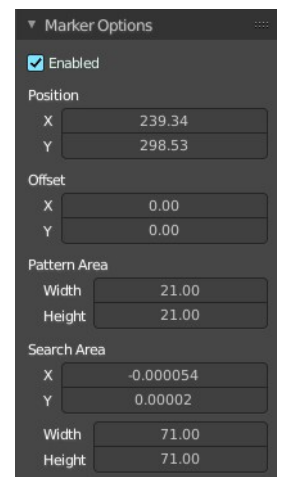 Marker Options
Enabled
Position
X 239.34
Y 298.53
Offset
X 0.00
Y 0.00
Pattern Area
Width 21.00
Height 21.00
Search Area
X -0.000054
Y 0.00002
Width 71.00
Height 71.00